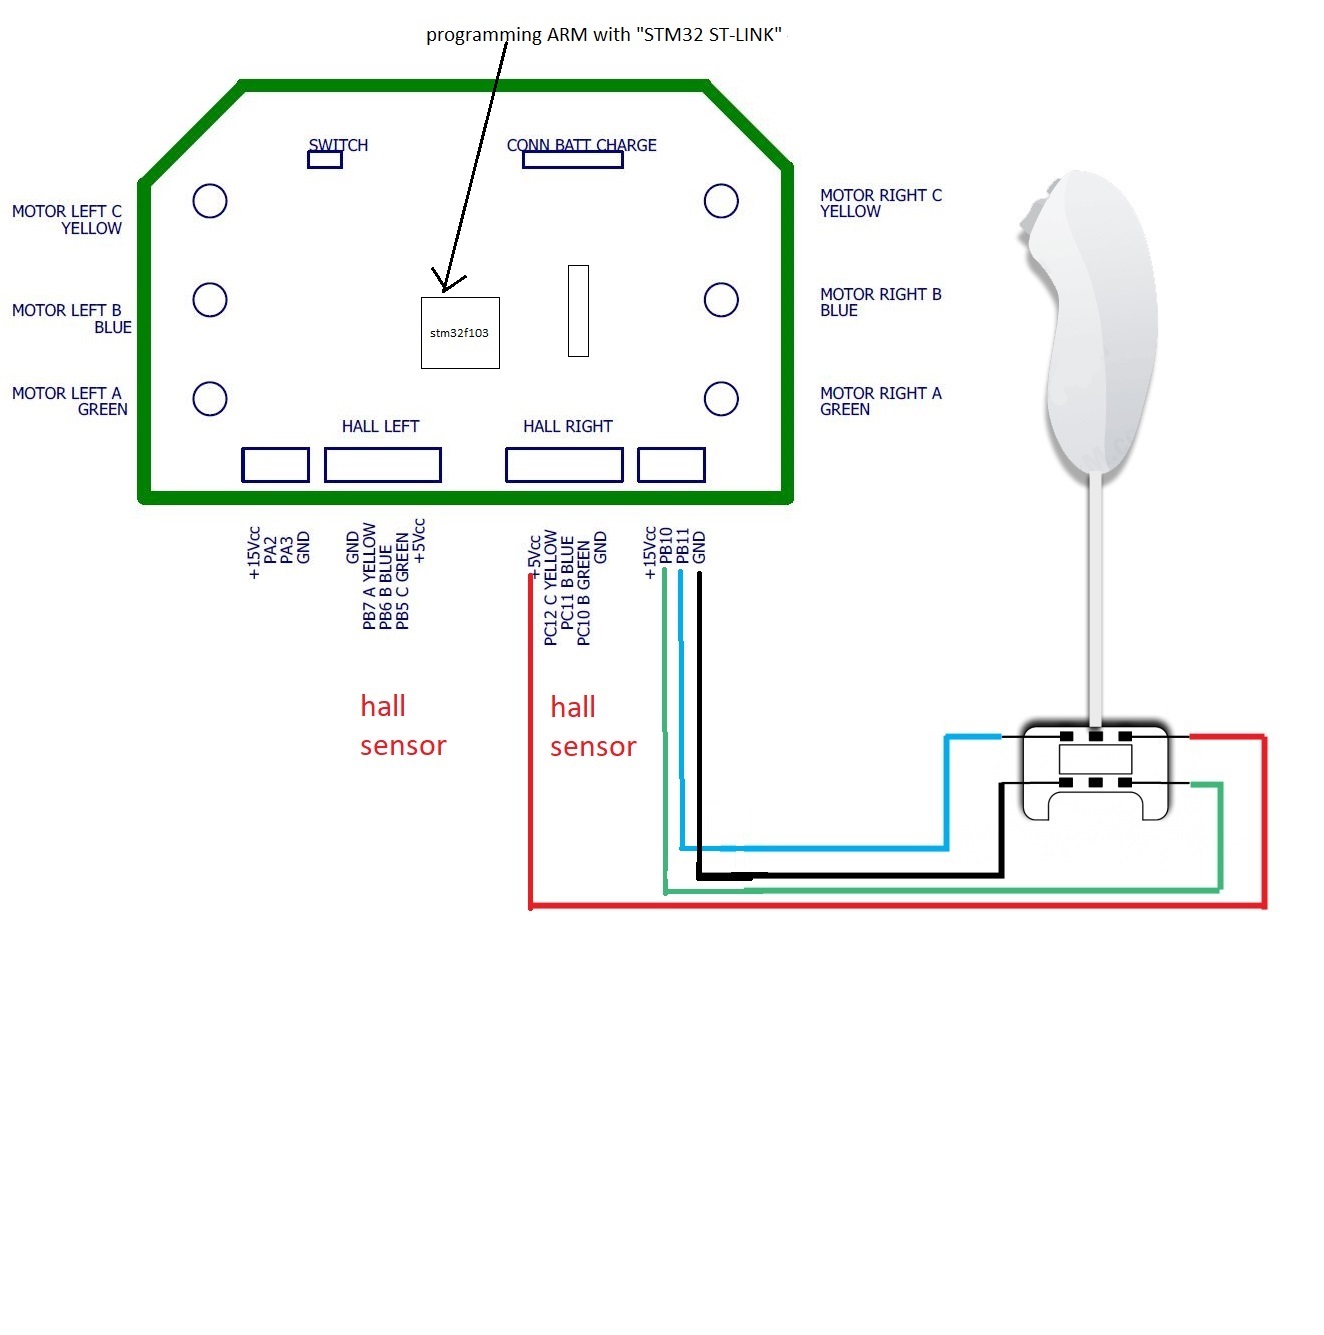 programming ARM with "STM32 ST-LINK"
SWITCH
CONN BATT CHARGE
MOTOR LEFT C
YELLOW
MOTOR RIGHT C
YELLOW
MOTOR LEFT B
BLUE
MOTOR RIGHT B
BLUE
stm32f103
MOTOR LEFT A
GREEN
MOTOR RIGHT A
GREEN
HALL LEFT
HALL RIGHT
+15Vcc
PA2
PA3
GND
GND
PB7 A YELLOW
PB6 B BLUE
PB5 C GREEN
+5Vcc
+5Vcc
PC12 C YELLOW
PC11 B BLUE
PC10 B GREEN
GND
+15Vcc
PB10
PB11
GND
hall
sensor
hall
sensor